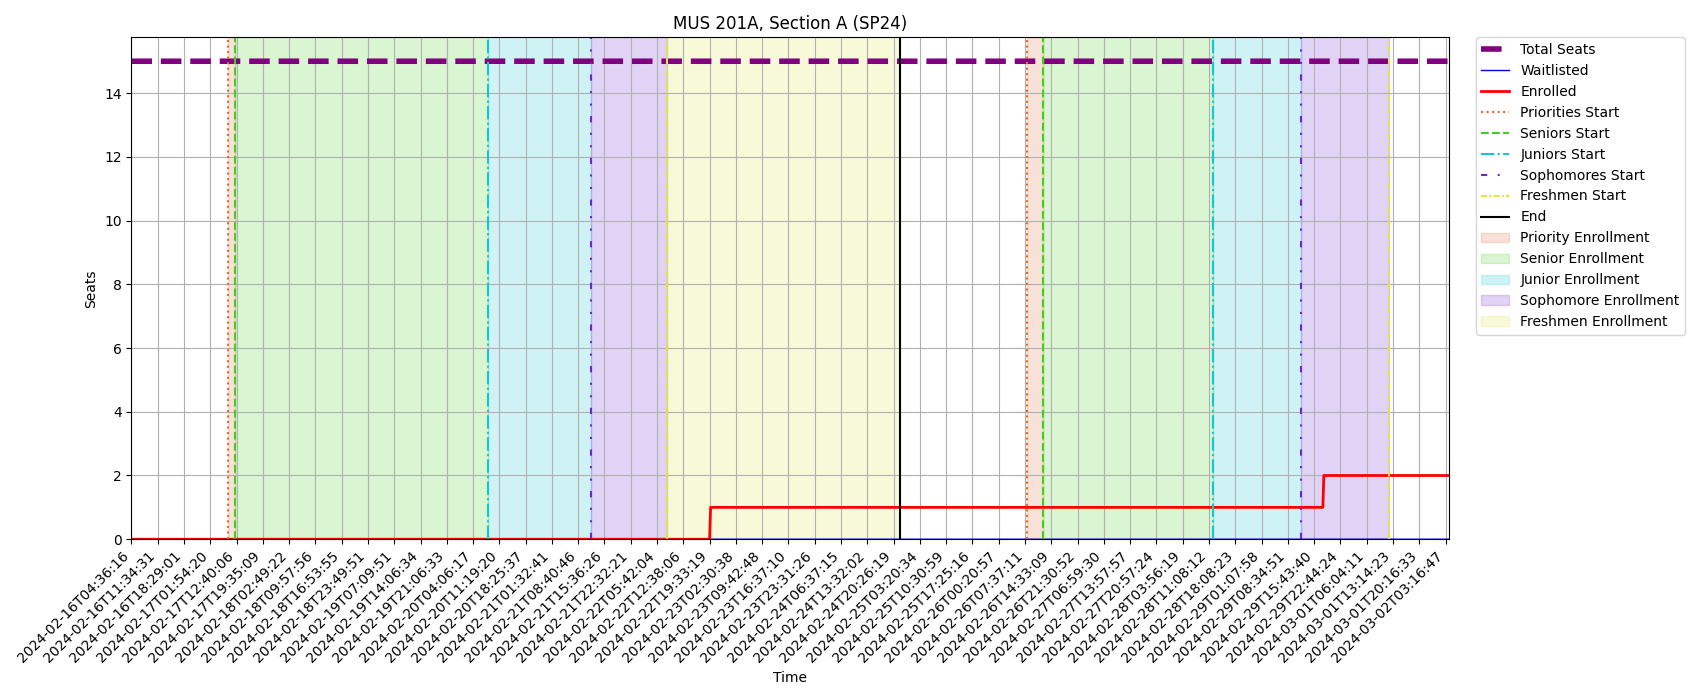 MUS 201A, Section A (SP24)
Total Seats
Waitlisted
Enrolled
Priorities Start
Seniors Start
Juniors Start
Sophomores Start
Freshmen Start
End
Priority Enrollment
Senior Enrollment
Junior Enrollment
Sophomore Enrollment
Freshmen Enrollment
Seats
14
12
10
8
6
4
2
0
2024-02-16T04:36:16
2024-02-16T11:34:31
2024-02-16T18:29:01
2024-02-17T01:54:20
2024-02-17T12:40:06
2024-02-17T19:35:09
2024-02-18T02:49:22
2024-02-18T09:57:56
2024-02-18T16:53:55
2024-02-18T23:49:51
2024-02-19T07:09:51
2024-02-19T14:06:34
2024-02-19T21:06:33
2024-02-20T04:06:17
2024-02-20T11:19:20
2024-02-20T18:25:37
2024-02-21T01:32:41
2024-02-21T08:40:46
2024-02-21T15:36:26
2024-02-21T22:32:21
2024-02-22T05:42:04
2024-02-22T12:38:06
2024-02-22T19:33:19
2024-02-23T02:30:38
2024-02-23T09:42:48
2024-02-23T16:37:10
2024-02-23T23:31:26
2024-02-24T06:37:15
2024-02-24T13:32:02
2024-02-24T20:26:19
2024-02-25T03:20:34
2024-02-25T10:30:59
2024-02-25T17:25:16
2024-02-26T00:20:57
2024-02-26T07:37:11
2024-02-26T14:33:09
2024-02-26T21:30:52
2024-02-27T06:59:30
2024-02-27T13:57:57
2024-02-27T20:57:24
2024-02-28T03:56:19
2024-02-28T11:08:12
2024-02-28T18:08:23
2024-02-29T01:07:58
2024-02-29T08:34:51
2024-02-29T15:43:40
2024-02-29T22:44:24
2024-03-01T06:04:11
2024-03-01T13:14:23
2024-03-01T20:16:33
2024-03-02T03:16:47
Time